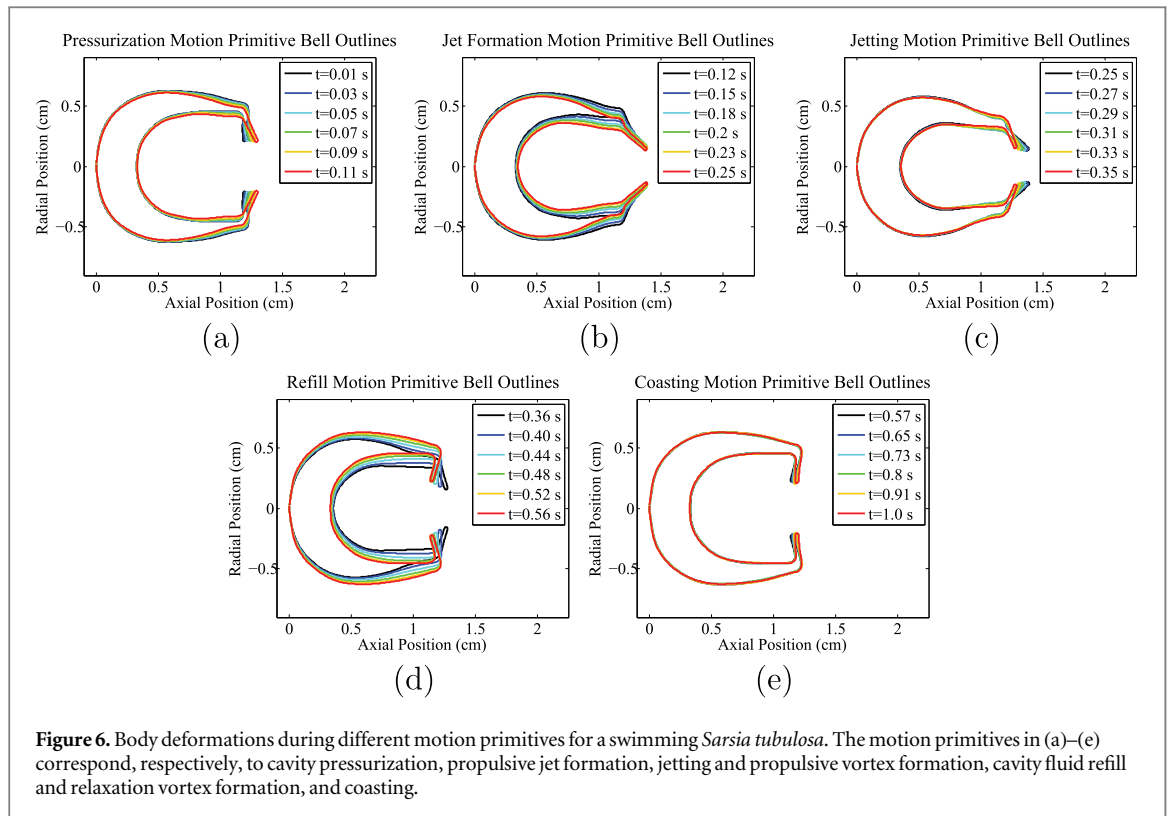 Pressurization Motion Primitive Bell Outlines
t=0.01 s
t=0.03 s
t=0.05 s
t=0.07 s
t=0.09 s
t=0.11 s
Radial Position (cm)
0.5
0
−0.5
0 0.5 1 1.5 2
Axial Position (cm)
(a)
Jet Formation Motion Primitive Bell Outlines
t=0.12 s
t=0.15 s
t=0.18 s
t=0.2 s
t=0.23 s
t=0.25 s
Radial Position (cm)
0.5
0
−0.5
0 0.5 1 1.5 2
Axial Position (cm)
(b)
Jetting Motion Primitive Bell Outlines
t=0.25 s
t=0.27 s
t=0.29 s
t=0.31 s
t=0.33 s
t=0.35 s
Radial Position (cm)
0.5
0
−0.5
0 0.5 1 1.5 2
Axial Position (cm)
(c)
Refill Motion Primitive Bell Outlines
t=0.36 s
t=0.40 s
t=0.44 s
t=0.48 s
t=0.52 s
t=0.56 s
Radial Position (cm)
0.5
0
−0.5
0 0.5 1 1.5 2
Axial Position (cm)
(d)
Coasting Motion Primitive Bell Outlines
t=0.57 s
t=0.65 s
t=0.73 s
t=0.8 s
t=0.91 s
t=1.0 s
Radial Position (cm)
0.5
0
−0.5
0 0.5 1 1.5 2
Axial Position (cm)
(e)
Figure 6. Body deformations during different motion primitives for a swimming Sarsia tubulosa. The motion primitives in (a)–(e)
correspond, respectively, to cavity pressurization, propulsive jet formation, jetting and propulsive vortex formation, cavity fluid refill
and relaxation vortex formation, and coasting.